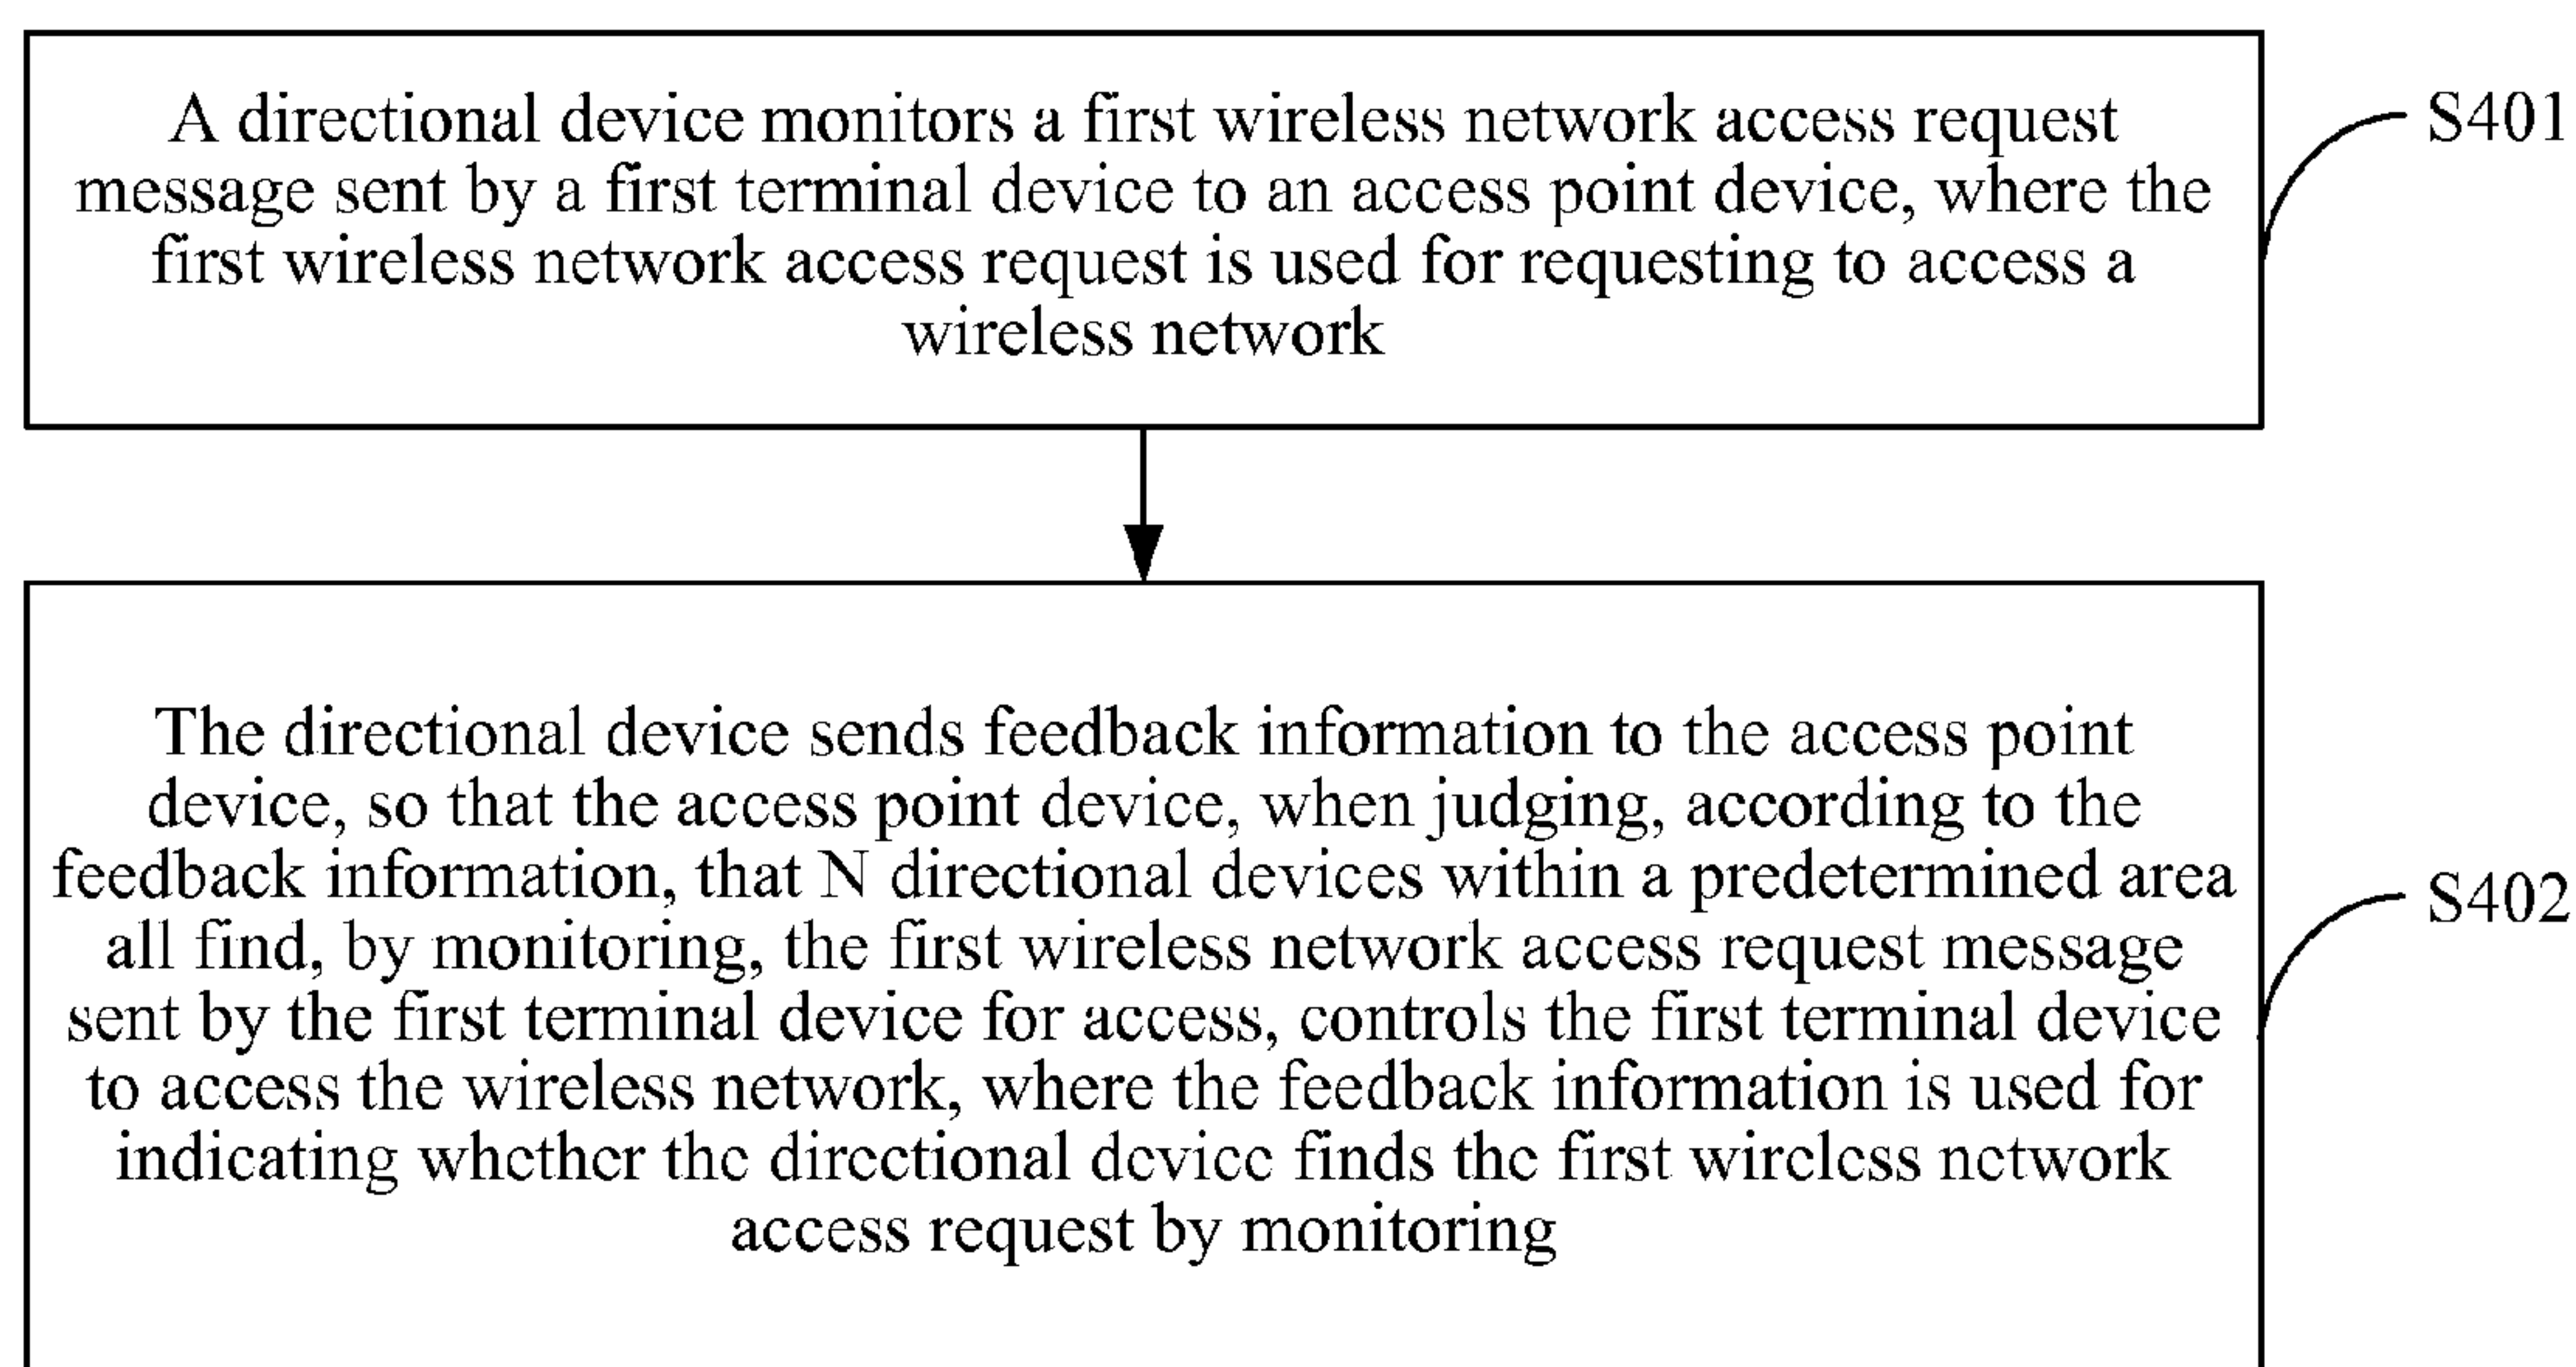 A directional device monitors a first wireless network access request
message sent by a first terminal device to an access point device, where the
first wireless network access request is used for requesting to access a
wireless network
S401
The directional device sends feedback information to the access point
device, so that the access point device, when judging, according to the
feedback information, that N directional devices within a predetermined area
all find, by monitoring, the first wireless network access request message
sent by the first terminal device for access, controls the first terminal device
to access the wireless network, where the feedback information is used for
indicating whether the directional device finds the first wireless network
access request by monitoring
S402